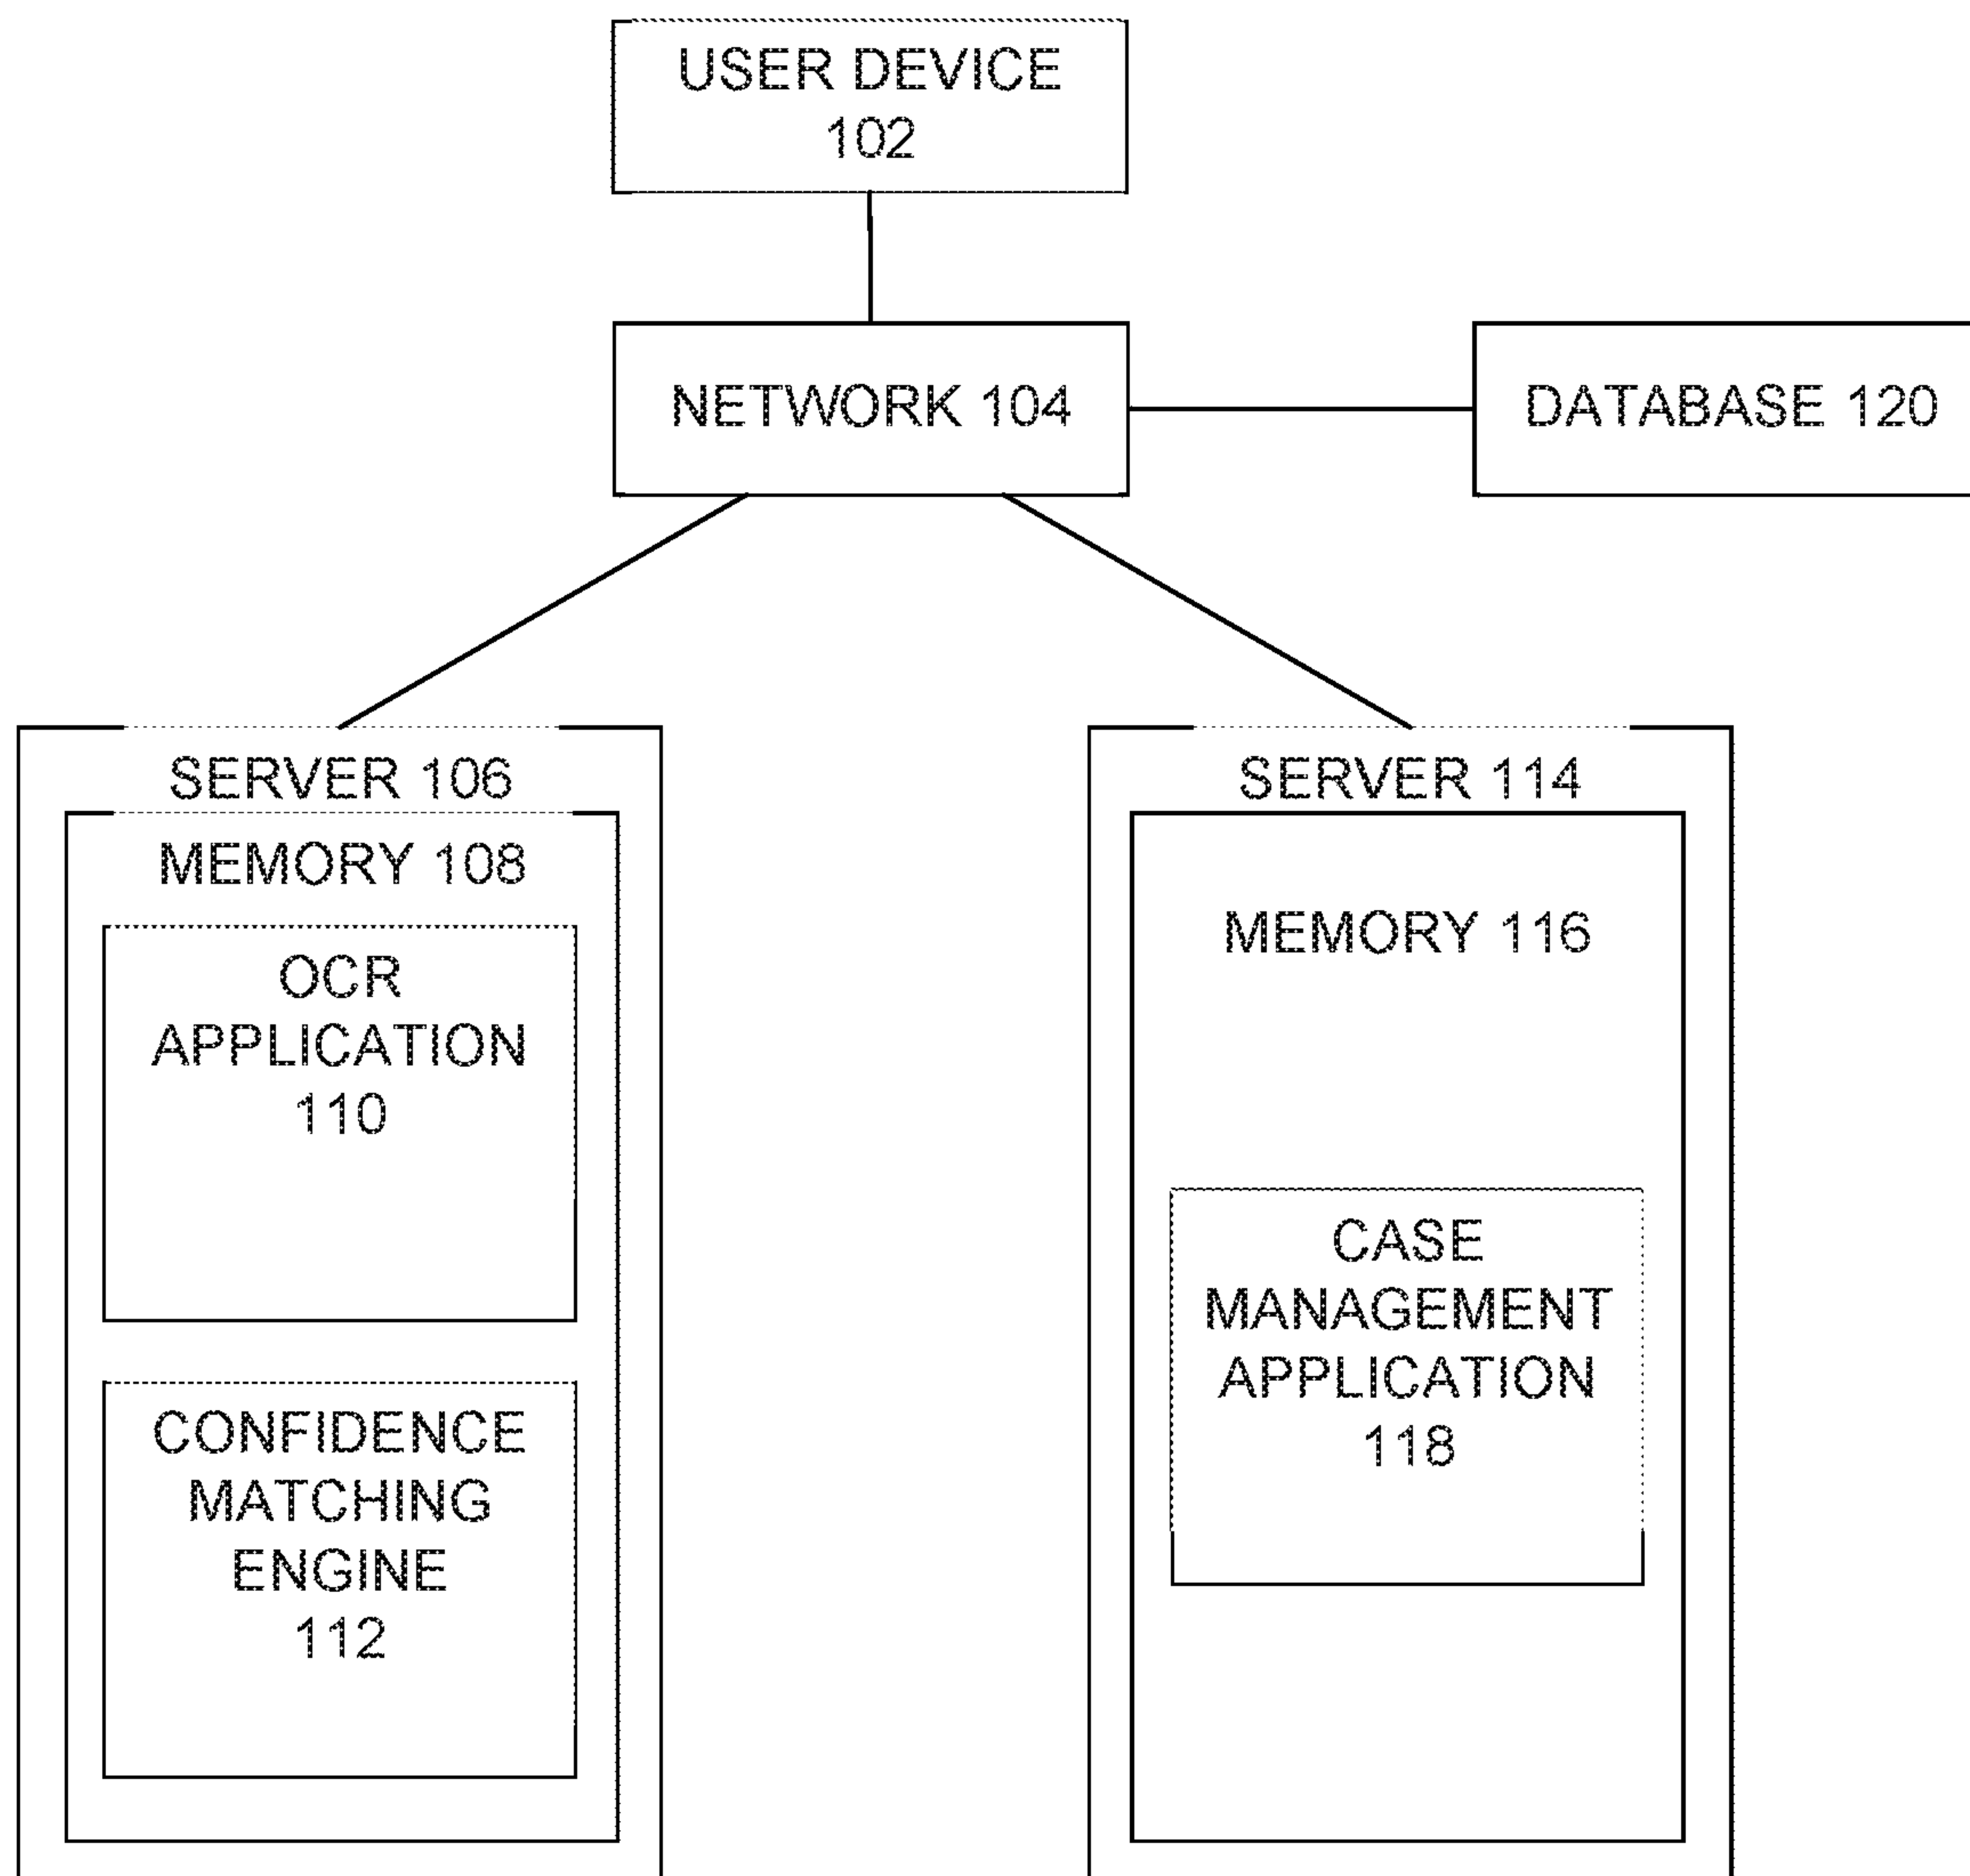 USER DEVICE
102
NETWORK 104
DATABASE 120
SERVER 106
MEMORY 108
OCR
APPLICATION
110
CONFIDENCE
MATCHING
ENGINE
112
SERVER 114
MEMORY 116
CASE
MANAGEMENT
APPLICATION
118